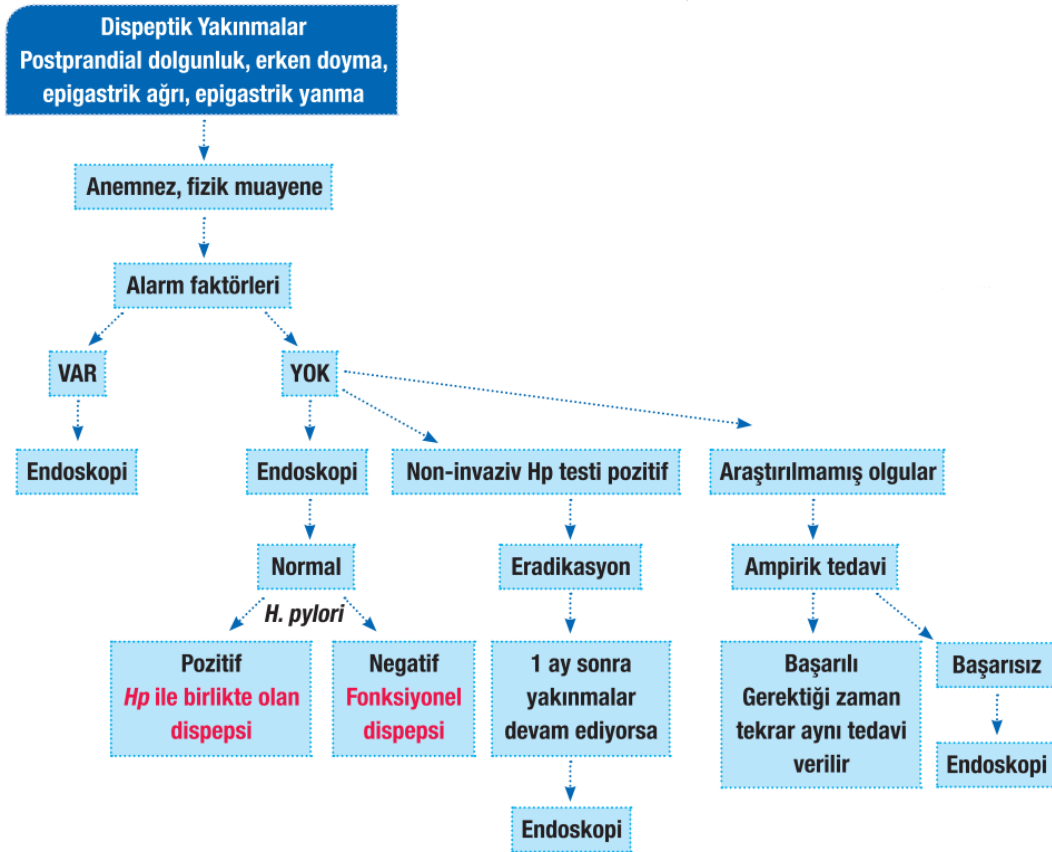 Dispeptik Yakınmalar
Postprandial dolgunluk, erken doyma,
epigastrik ağrı, epigastrik yanma
Anemnez, fizik muayene
Alarm faktörleri
VAR
YOK
Endoskopi
Endoskopi
Non-invaziv Hp testi pozitif
Araştırılmamış olgular
Normal
Eradikasyon
Ampirik tedavi
H. pylori
Pozitif
Hp ile birlikte olan
dispepsi
Negatif
Fonksiyonel
dispepsi
1 ay sonra
yakınmalar
devam ediyorsa
Başarılı
Gerektiği zaman
tekrar aynı tedavi
verilir
Başarısız
Endoskopi
Endoskopi